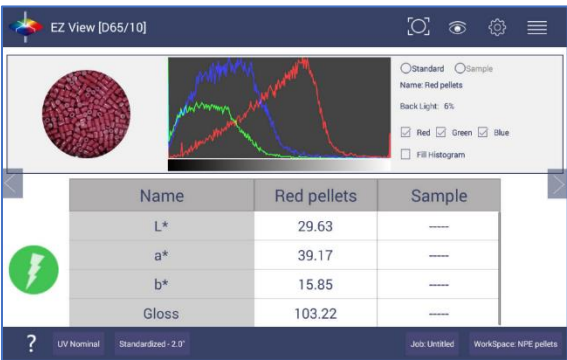 EZ View [D65/10]
Standard Sample
Name: Red pellets
Back Light: 6%
Red Green Blue
Fill Histogram
Name Red pellets Sample
L* 29.63 -----
a* 39.17 -----
b* 15.85 -----
Gloss 103.22 -----
? UV Nominal Standardized - 2.0" Job: Untitled WorkSpace: NPE pellets